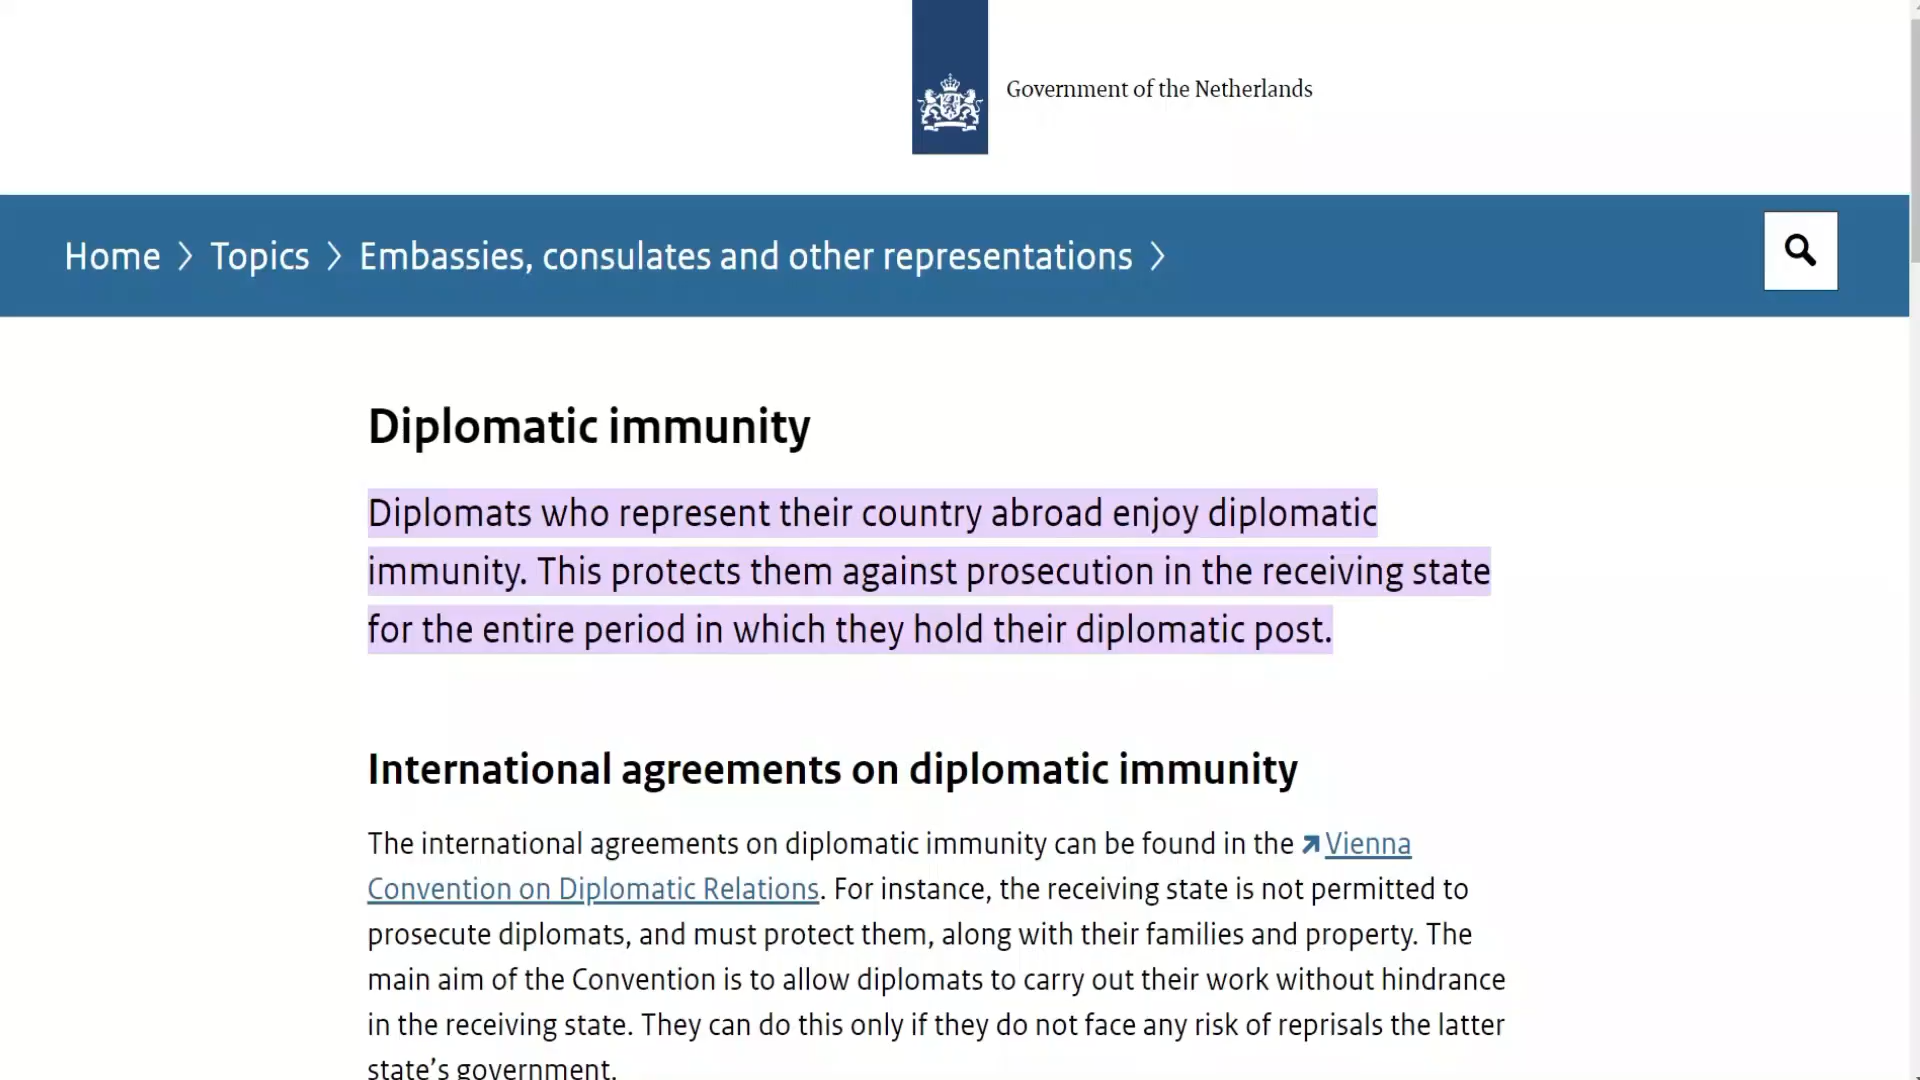 Government of the Netherlands
Home > Topics > Embassies, consulates and other representations >
Diplomatic immunity
Diplomats who represent their country abroad enjoy diplomatic
immunity. This protects them against prosecution in the receiving state
for the entire period in which they hold their diplomatic post.
International agreements on diplomatic immunity
The international agreements on diplomatic immunity can be found in the Vienna
Convention on Diplomatic Relations. For instance, the receiving state is not permitted to
prosecute diplomats, and must protect them, along with their families and property. The
main aim of the Convention is to allow diplomats to carry out their work without hindrance
in the receiving state. They can do this only if they do not face any risk of reprisals the latter
state’s government.